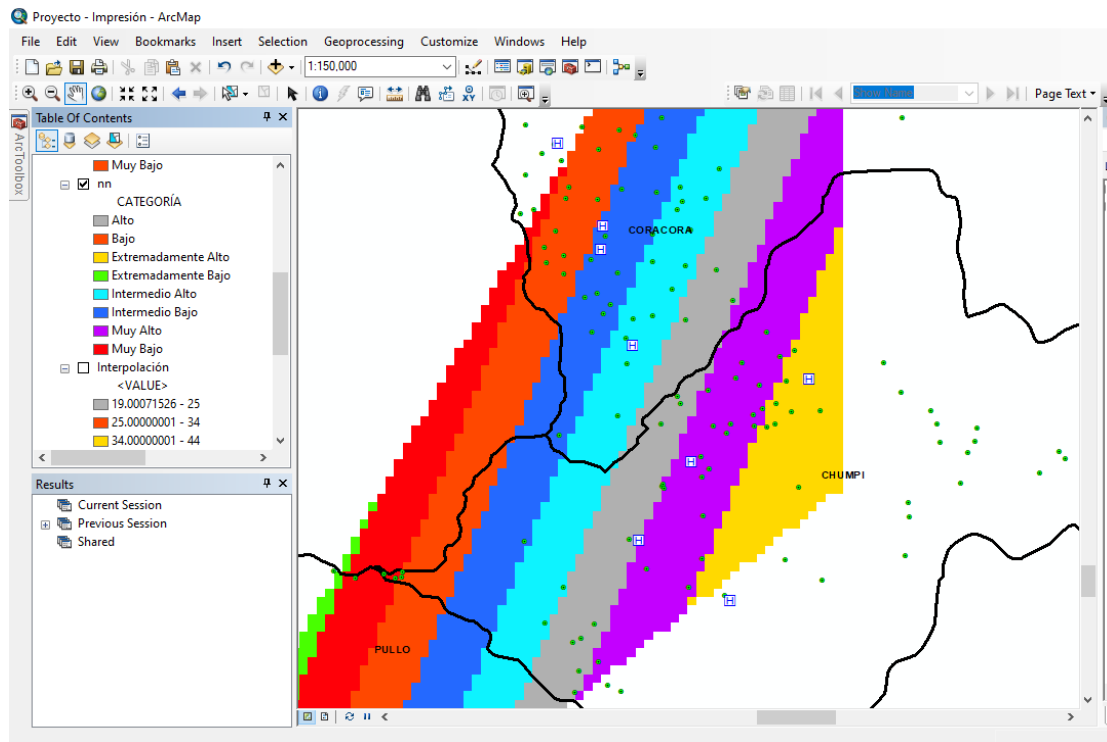 Proyecto - Impresión - ArcMap
File Edit View Bookmarks Insert Selection Geoprocessing Customize Windows Help
1:150,000
Show Name
Page Text
ArcToolbox
Table Of Contents
Muy Bajo
nn
CATEGORÍA
Alto
Bajo
Extremadamente Alto
Extremadamente Bajo
Intermedio Alto
Intermedio Bajo
Muy Alto
Muy Bajo
Interpolación
<VALUE>
19.00071526 - 25
25.00000001 - 34
34.00000001 - 44
Results
Current Session
Previous Session
Shared
H
H
H
CORACORA
H
H
H
CHUMPI
H
H
PULLO